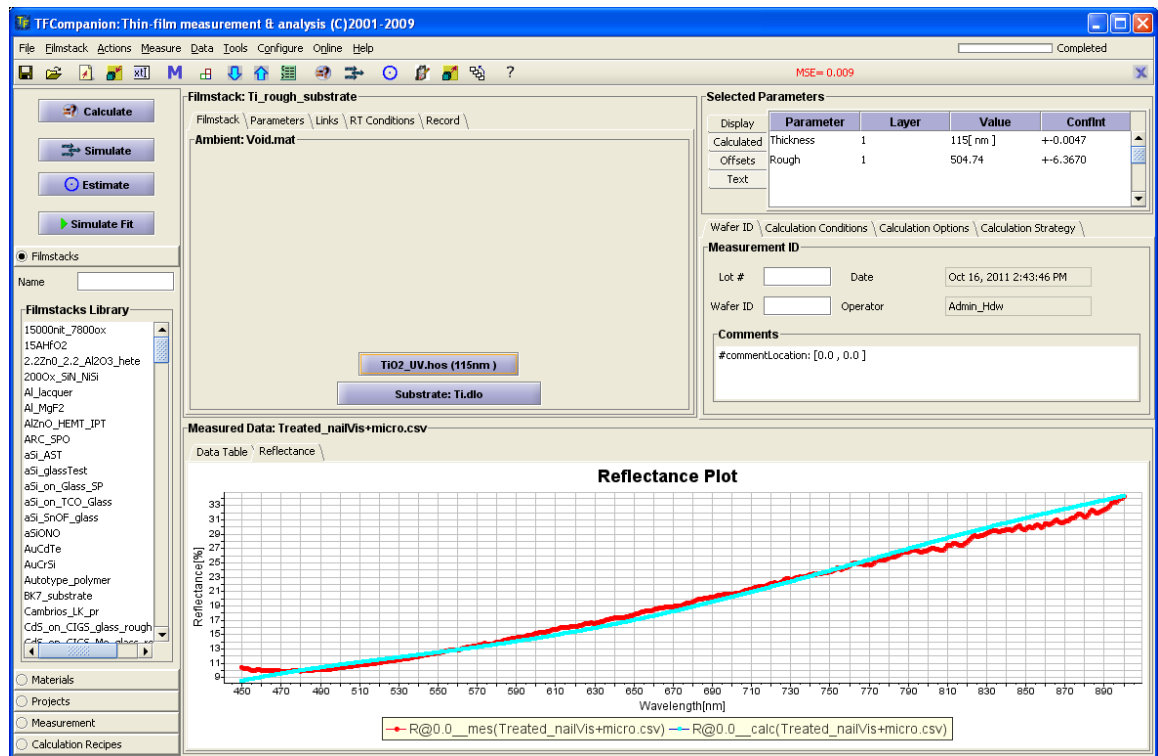 TFCompanion: Thin-film measurement & analysis (C)2001-2009
File Filmstack Actions Measure Data Tools Configure Online Help
Completed
xt[] M ? MSE= 0.009 X
Calculate
Simulate
Estimate
Simulate Fit
Filmstacks
Name
Filmstacks Library
15000nit_7800ox
15AHfO2
2.2Zn0_2.2_Al2O3_hete
200Ox_SiN_NiSi
Al_lacquer
Al_MgF2
AlZnO_HEMT_IPT
ARC_SPO
aSi_AST
aSi_glassTest
aSi_on_Glass_SP
aSi_on_TCO_Glass
aSi_SnOF_glass
aSiONO
AuCdTe
AuCrSi
Autotype_polymer
BK7_substrate
Cambrios_LK_pr
CdS_on_CIGS_glass_rough
Materials
Projects
Measurement
Calculation Recipes
Filmstack: Ti_rough_substrate
Filmstack Parameters Links RT Conditions Record
Ambient: Void.mat
TiO2_UV.hos (115nm )
Substrate: Ti.dlo
Selected Parameters
Display
Calculated
Offsets
Text
Parameter Layer Value ConfInt
Thickness 1 115[ nm ] +-0.0047
Rough 1 504.74 +-6.3670
Wafer ID Calculation Conditions Calculation Options Calculation Strategy
Measurement ID
Lot # Date Oct 16, 2011 2:43:46 PM
Wafer ID Operator Admin_Hdw
Comments
#commentLocation: [0.0 , 0.0 ]
Measured Data: Treated_nailVis+micro.csv
Data Table Reflectance
Reflectance Plot
Reflectance[%]
33
31
29
27
25
23
21
19
17
15
13
11
9
450 470 490 510 530 550 570 590 610 630 650 670 690 710 730 750 770 790 810 830 850 870 890
Wavelength[nm]
R@0.0__mes(Treated_nailVis+micro.csv) R@0.0__calc(Treated_nailVis+micro.csv)